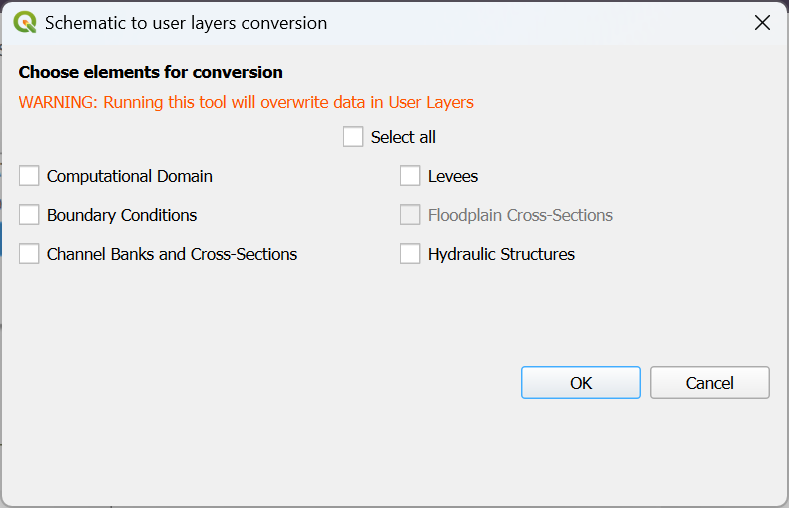 Schematic to user layers conversion
Choose elements for conversion
WARNING: Running this tool will overwrite data in User Layers
Select all
Computational Domain
Levees
Boundary Conditions
Floodplain Cross-Sections
Channel Banks and Cross-Sections
Hydraulic Structures
OK
Cancel